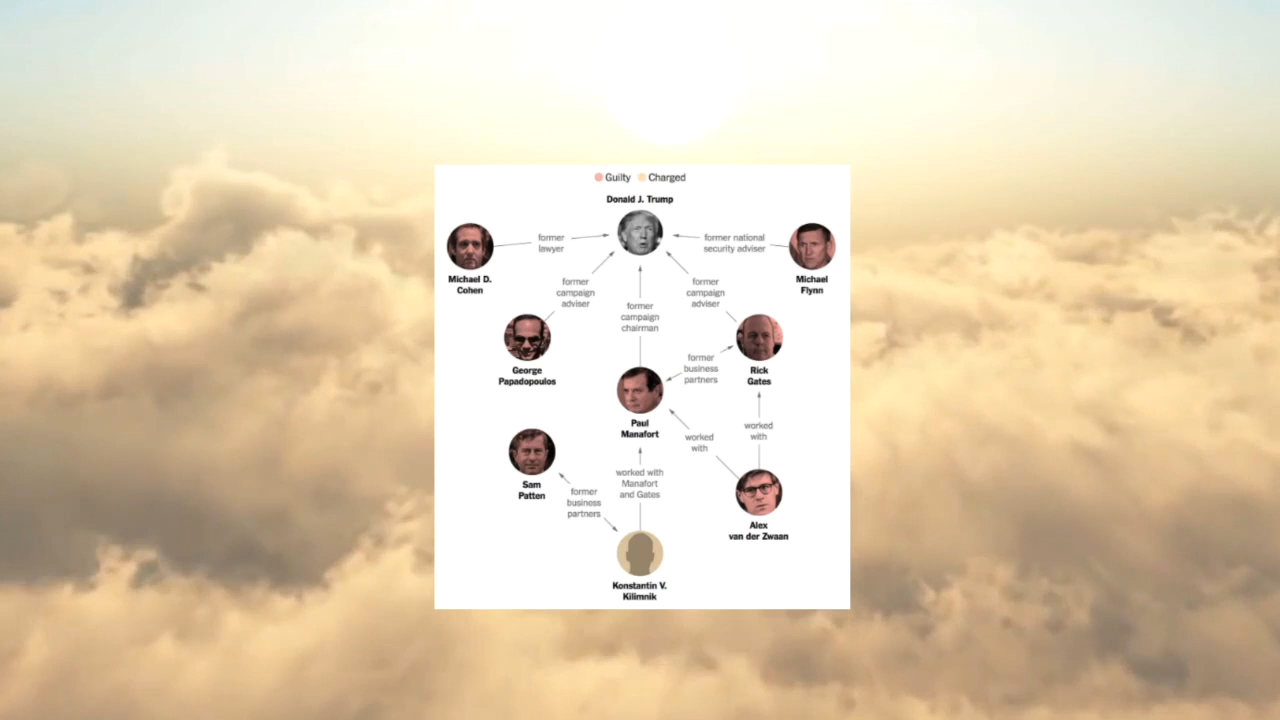 Guilty Charged
Donald J. Trump
former
lawyer
former national
security adviser
Michael D.
Cohen
Michael
Flynn
former
campaign
adviser
former
campaign
chairman
former
campaign
adviser
George
Papadopoulos
former
business
partners
Rick
Gates
Paul
Manafort
worked
with
worked
with
Sam
Patten
former
business
partners
worked with
Manafort
and Gates
Alex
van der Zwaan
Konstantin V.
Kilimnik